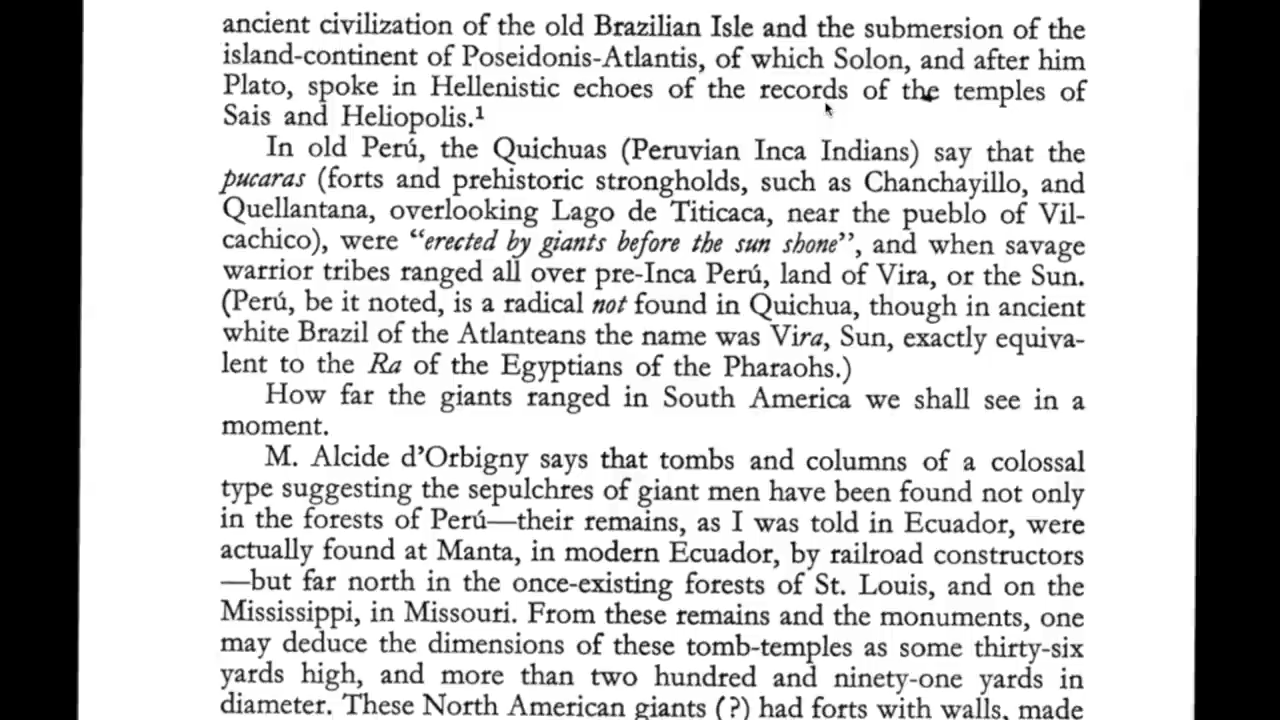 ancient civilization of the old Brazilian Isle and the submersion of the
island-continent of Poseidonis-Atlantis, of which Solon, and after him
Plato, spoke in Hellenistic echoes of the records of the temples of
Sais and Heliopolis.¹
In old Perú, the Quichuas (Peruvian Inca Indians) say that the
pucaras (forts and prehistoric strongholds, such as Chanchayillo, and
Quellantana, overlooking Lago de Titicaca, near the pueblo of Vil-
cachico), were “erected by giants before the sun shone”, and when savage
warrior tribes ranged all over pre-Inca Perú, land of Vira, or the Sun.
(Perú, be it noted, is a radical not found in Quichua, though in ancient
white Brazil of the Atlanteans the name was Vira, Sun, exactly equiva-
lent to the Ra of the Egyptians of the Pharaohs.)
How far the giants ranged in South America we shall see in a
moment.
M. Alcide d’Orbigny says that tombs and columns of a colossal
type suggesting the sepulchres of giant men have been found not only
in the forests of Perú—their remains, as I was told in Ecuador, were
actually found at Manta, in modern Ecuador, by railroad constructors
—but far north in the once-existing forests of St. Louis, and on the
Mississippi, in Missouri. From these remains and the monuments, one
may deduce the dimensions of these tomb-temples as some thirty-six
yards high, and more than two hundred and ninety-one yards in
diameter. These North American giants (?) had forts with walls, made